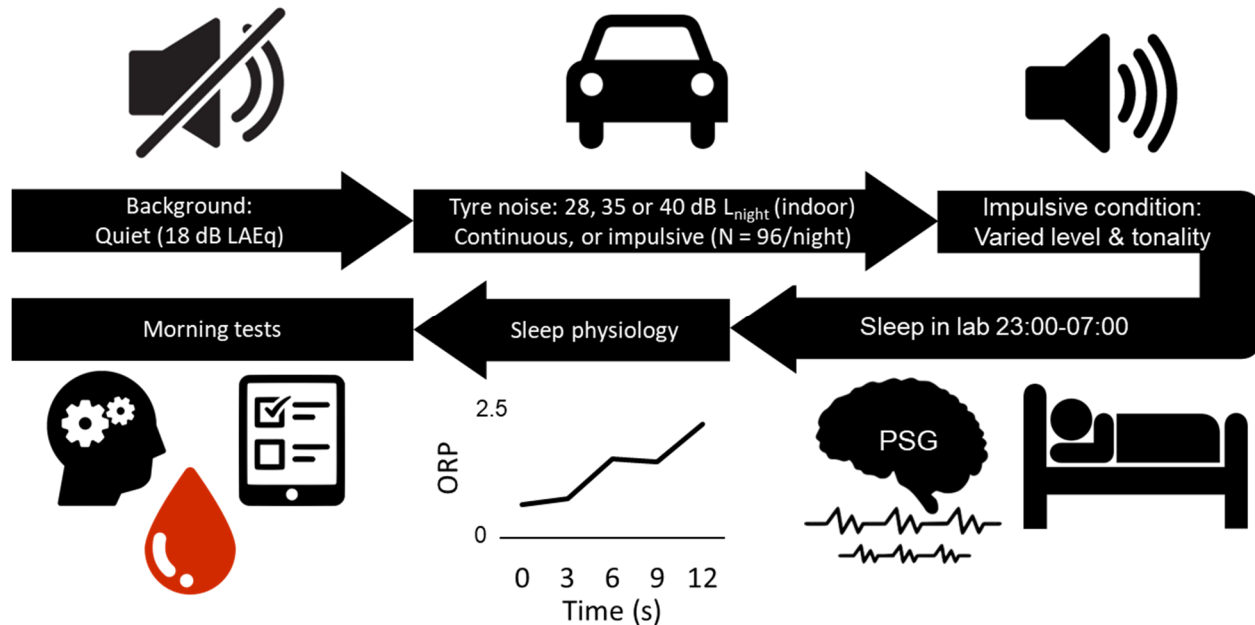 Background:
Quiet (18 dB LAEq)
Tyre noise: 28, 35 or 40 dB Lnight (indoor)
Continuous, or impulsive (N = 96/night)
Impulsive condition:
Varied level & tonality
Sleep in lab 23:00-07:00
Sleep physiology
Morning tests
PSG
2.5
ORP
0
0 3 6 9 12
Time (s)